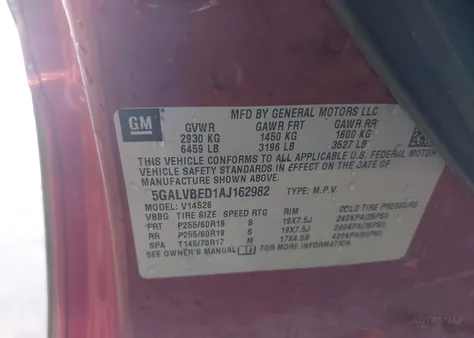 GM
MFD BY GENERAL MOTORS LLC
GVWR GAWR FRT GAWR RR
2930 KG 1450 KG 1600 KG
6459 LB 3196 LB 3527 LB
THIS VEHICLE CONFORMS TO ALL APPLICABLE U.S. FEDERAL MOTOR
VEHICLE SAFETY STANDARDS IN EFFECT ON THE DATE OF
5GALVBED1AJ162982 TYPE: M.P.V.
MODEL: V14526
VBBG TIRE SIZE SPEED RTG RIM COLD TIRE PRESSURE
FRT P255/60R19 S 19X7.5J 240KPA(35PSI)
RR P255/60R19 S 19X7.5J 240KPA(35PSI)
SPA T145/70R17 M 17X4.5B 420KPA(60PSI)
SEE OWNER'S MANUAL FOR MORE INFORMATION